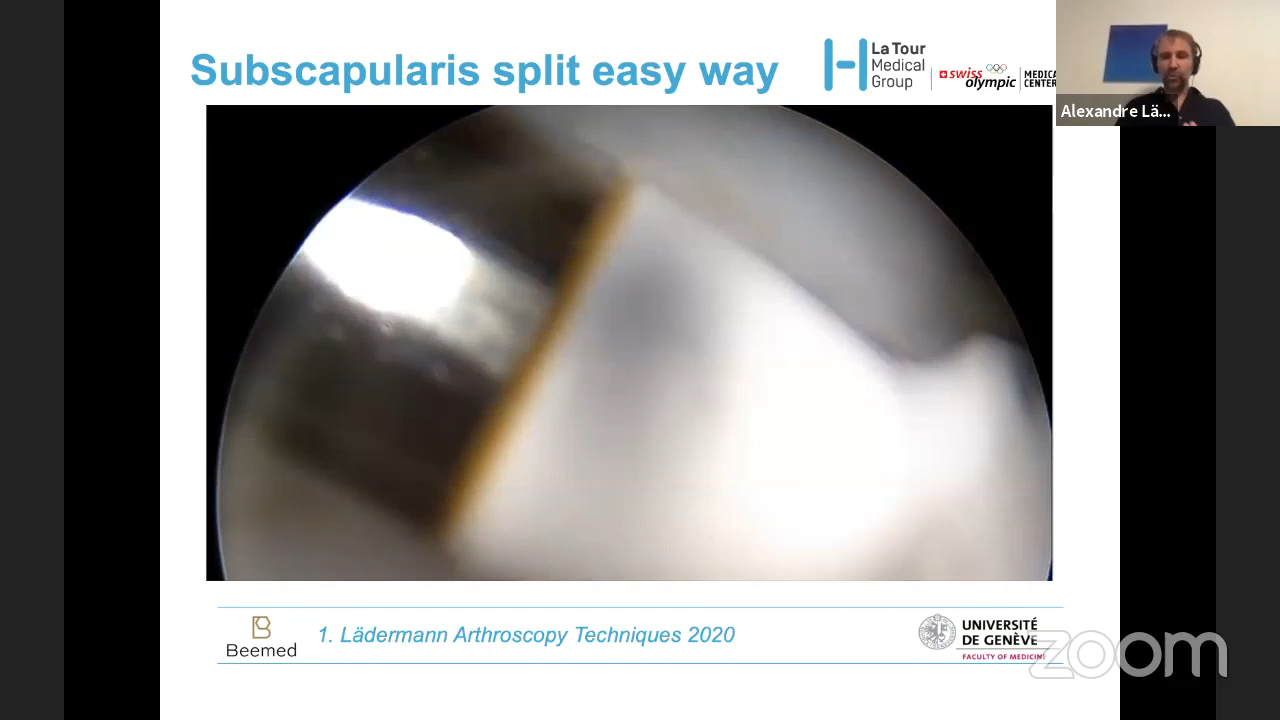 Subscapularis split easy way
La Tour
Medical
Group
swiss
olympic
MEDICA
CENTER
Alexandre Lä...
Beemed
1. Lädermann Arthroscopy Techniques 2020
UNIVERSITÉ
DE GENÈVE
FACULTY OF MEDICINE
zoom